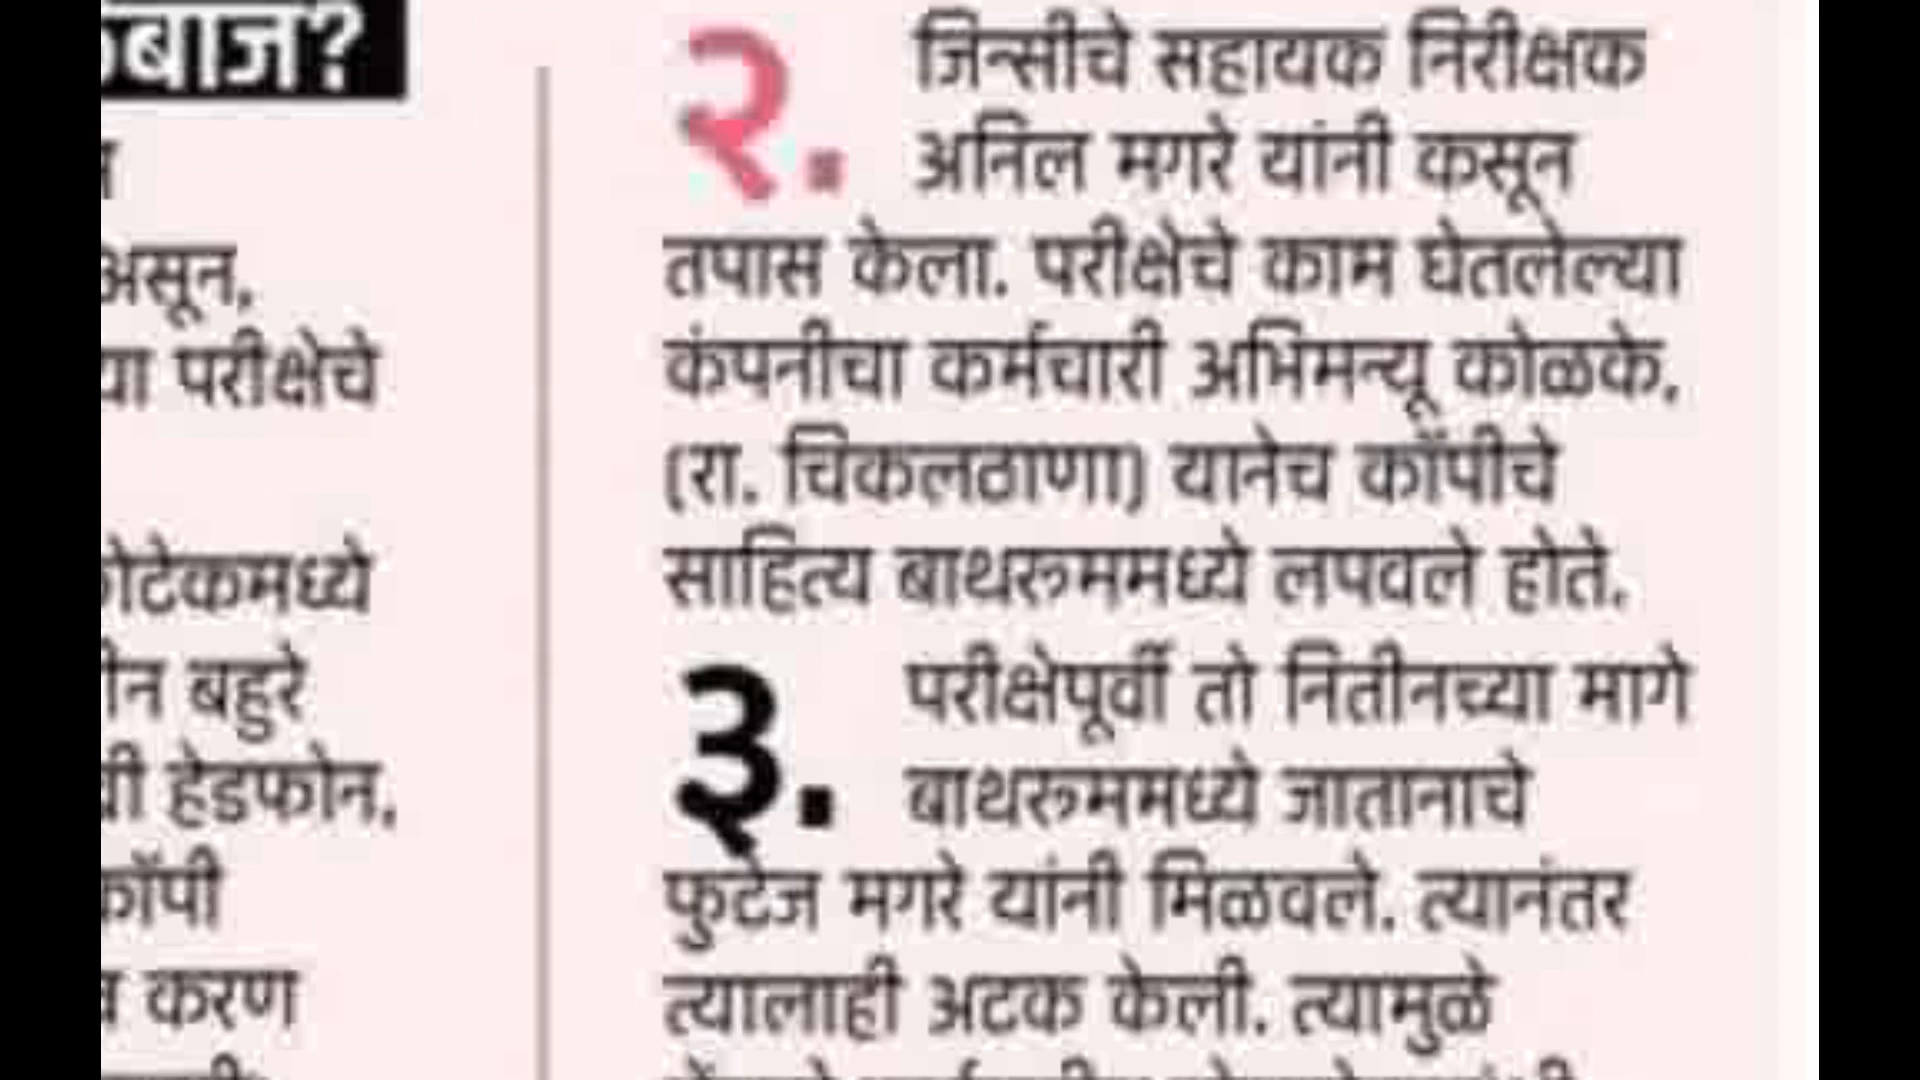 बाज?
असून,
या परीक्षेचे
टेकमध्ये
बहुरे
हेडफोन,
कॉपी
करण
२. जिन्सीचे सहायक निरीक्षक
अनिल मगरे यांनी कसून
तपास केला. परीक्षेचे काम घेतलेल्या
कंपनीचा कर्मचारी अभिमन्यू कोळके,
(रा. चिकलठाणा) यानेच कॉपीचे
साहित्य बाथरूममध्ये लपवले होते.
३. परीक्षेपूर्वी तो नितीनच्या मागे
बाथरूममध्ये जातानाचे
फुटेज मगरे यांनी मिळवले. त्यानंतर
त्यालाही अटक केली. त्यामुळे